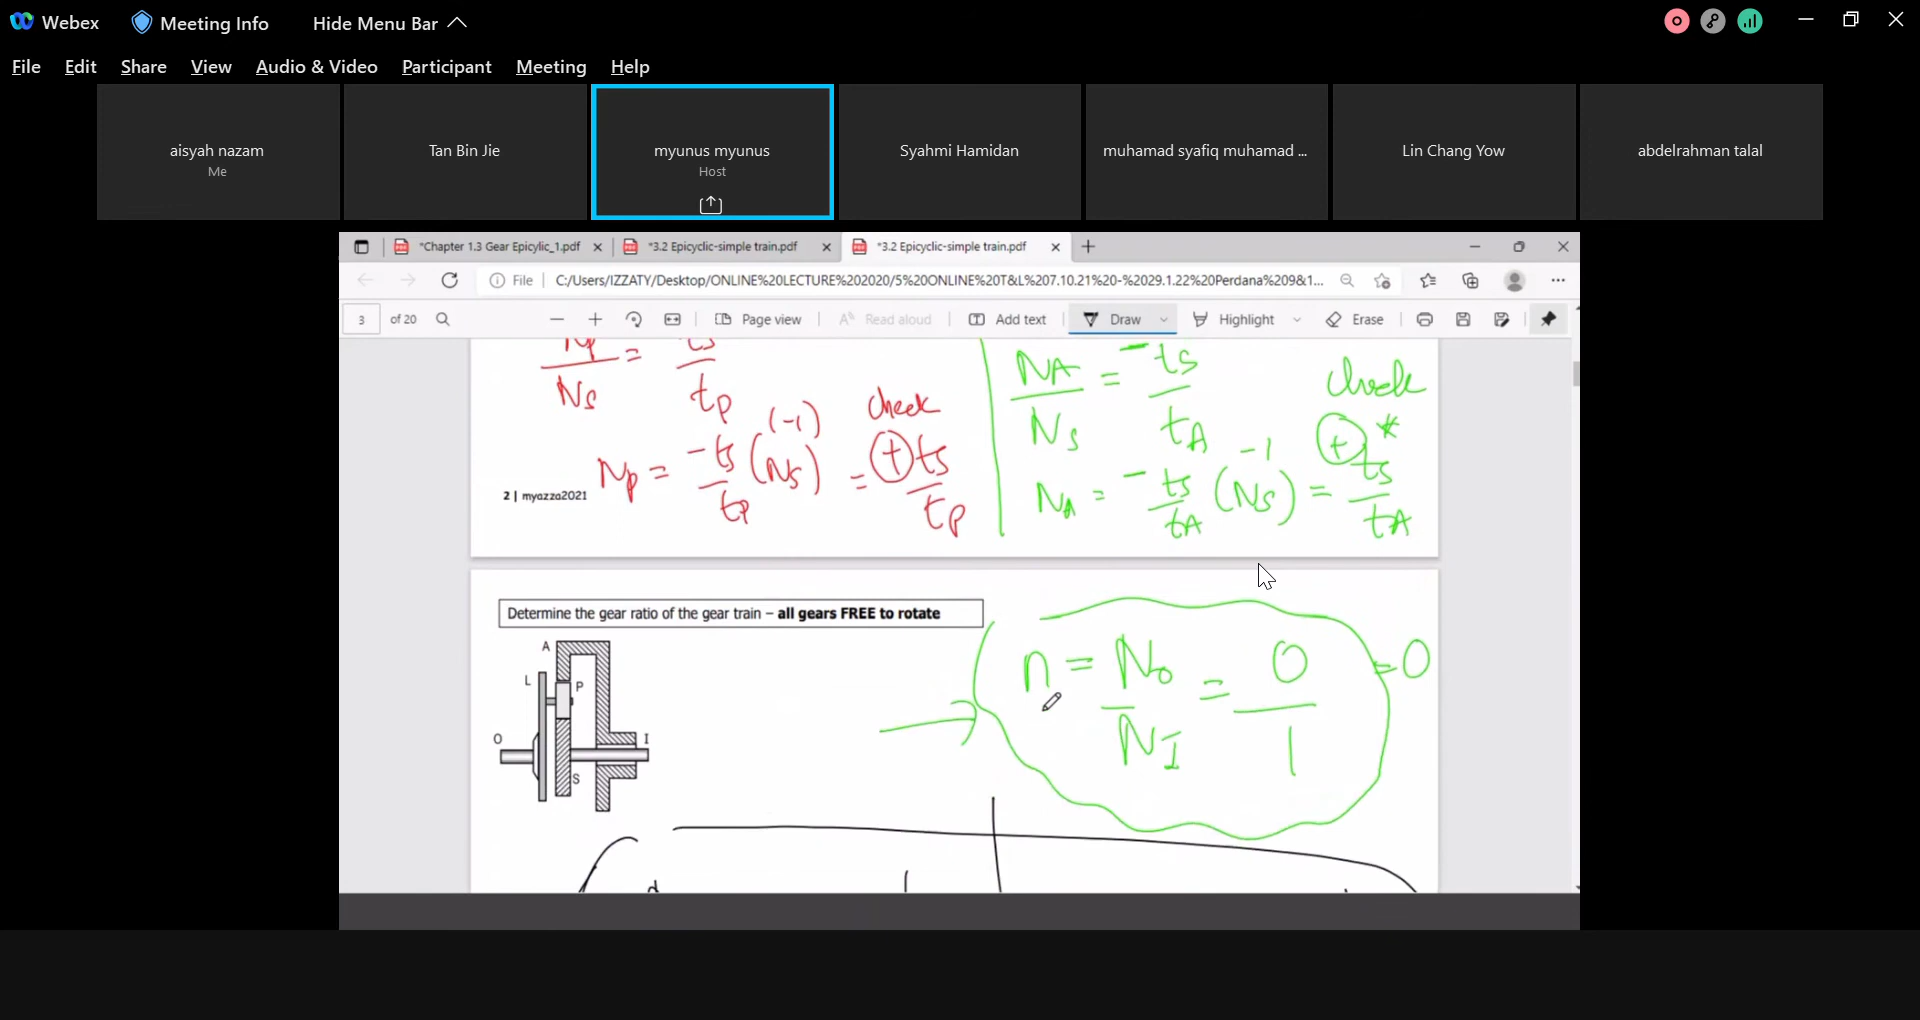 Webex Meeting Info Hide Menu Bar
File Edit Share View Audio & Video Participant Meeting Help
aisyah nazam
Me
Tan Bin Jie
myunus myunus
Host
Syahmi Hamidan
muhamad syafiq muhamad ...
Lin Chang Yow
abdelrahman talal
*Chapter 1.3 Gear Epicylic_1.pdf
*3.2 Epicyclic-simple train.pdf
*3.2 Epicyclic-simple train.pdf
File C:/Users/IZZATY/Desktop/ONLINE%20LECTURE%202020/5%20ONLINE%20T&L%207.10.21%20-%2029.1.22%20Perdana%209&1...
3 of 20 Page view Read aloud Add text Draw Highlight Erase
Np/Ns = ts/tp
Np = -ts/tp (Ns) (-1) = + ts/tp
check
NA/NS = -ts/tA
NA = -ts/tA (NS) -1 = + ts/tA
check *
2 | myazza2021
Determine the gear ratio of the gear train – all gears FREE to rotate
A
L
P
O
I
S
n = No/NI = 0/1 = 0